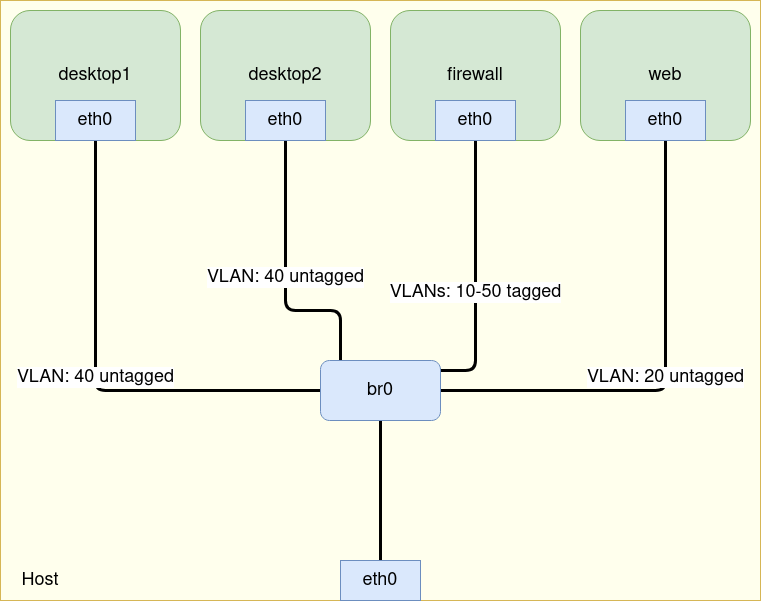 desktop1
desktop2
firewall
web
eth0
eth0
eth0
eth0
VLAN: 40 untagged
VLANs: 10-50 tagged
VLAN: 40 untagged
VLAN: 20 untagged
br0
Host
eth0